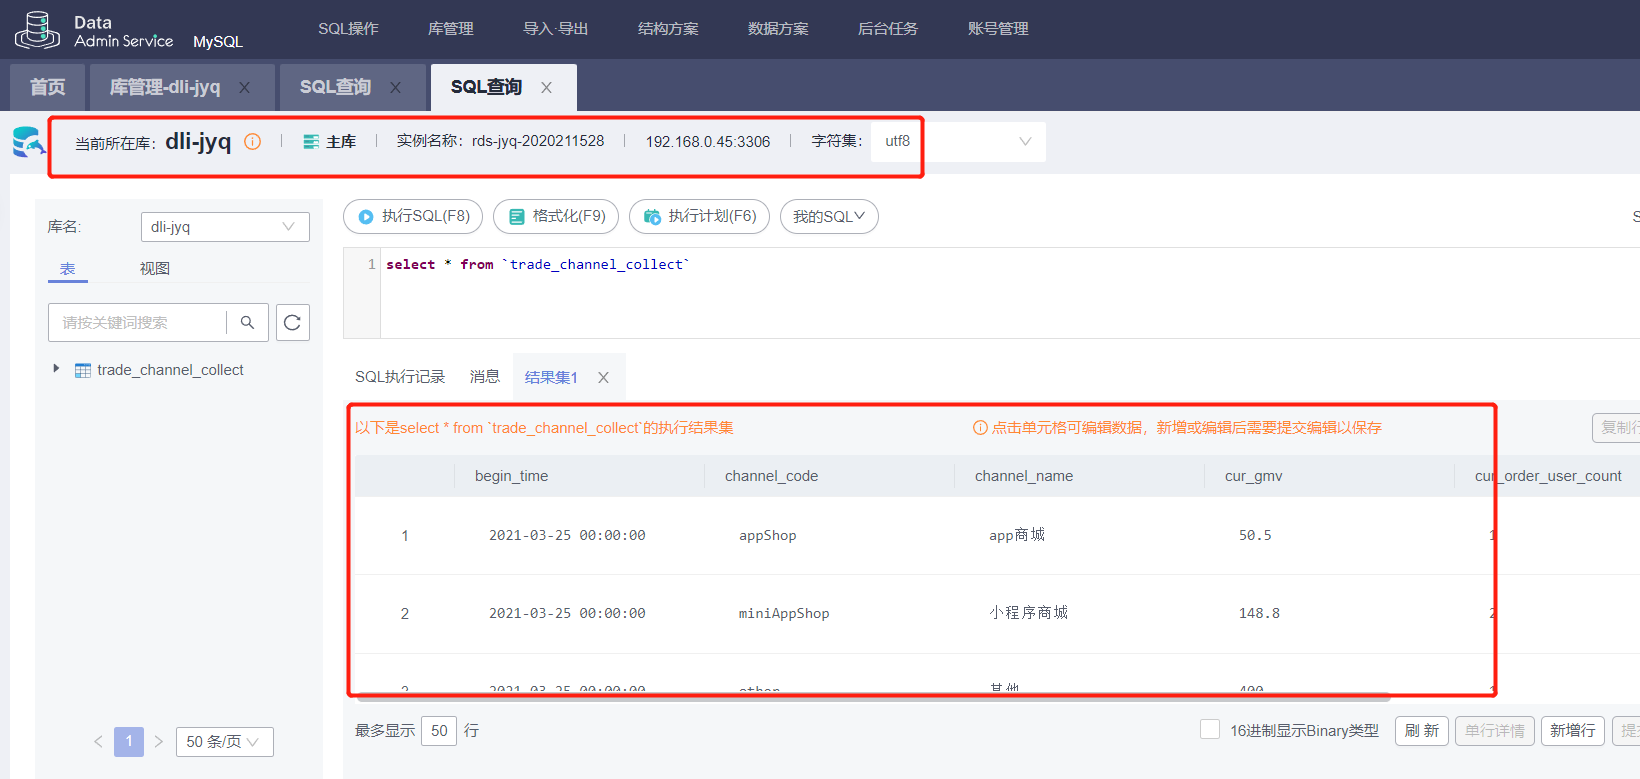 Data
Admin Service MySQL
SQL操作 库管理 导入·导出 结构方案 数据方案 后台任务 账号管理
首页 库管理-dli-jyq SQL查询 SQL查询
当前所在库: dli-jyq 主库 实例名称: rds-jyq-2020211528 192.168.0.45:3306 字符集: utf8
库名: dli-jyq
表 视图
请按关键词搜索
trade_channel_collect
1 50 条/页
执行SQL(F8) 格式化(F9) 执行计划(F6) 我的SQL S
1 select * from `trade_channel_collect`
SQL执行记录 消息 结果集1
以下是select * from `trade_channel_collect`的执行结果集 点击单元格可编辑数据，新增或编辑后需要提交编辑以保存 复制行
begin_time channel_code channel_name cur_gmv cur_order_user_count
1 2021-03-25 00:00:00 appShop app商城 50.5 1
2 2021-03-25 00:00:00 miniAppShop 小程序商城 148.8 2
3 2021-03-25 00:00:00 other 其他 400 1
最多显示 50 行 16进制显示Binary类型 刷 新 单行详情 新增行 提